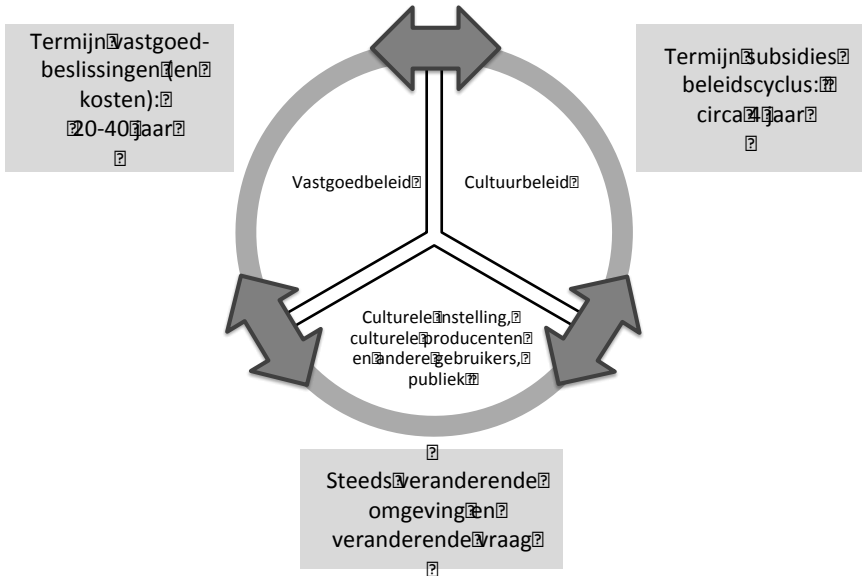 Termijn vastgoed-
beslissingen (en
kosten):
20-40 jaar
Termijn subsidies
beleidscyclus:
circa 4 jaar
Vastgoedbeleid
Cultuurbeleid
Culturele instelling,
culturele producenten
en andere gebruikers,
publiek
Steeds veranderende
omgeving en
veranderende vraag